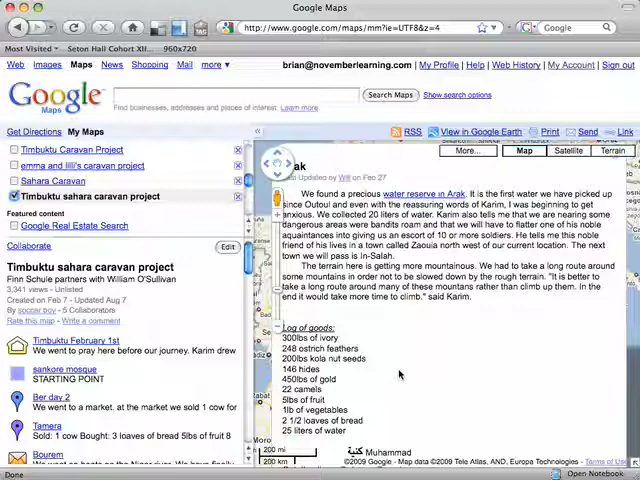 Google Maps
http://www.google.com/maps/mm?ie=UTF8&z=4
Google
Most Visited Seton Hall Cohort XII... 960x720
Web Images Maps News Shopping Mail more
brian@novemberlearning.com | My Profile | Help | Web History | My Account | Sign out
Google Maps
Search Maps Show search options
Find businesses, addresses and places of interest. Learn more.
Get Directions My Maps
RSS View in Google Earth Print Send Link
Timbuktu Caravan Project
emma and lilli's caravan project
Sahara Caravan
Timbuktu sahara caravan project
Featured content
Google Real Estate Search
Collaborate Edit
Timbuktu sahara caravan project
Finn Schule partners with William O'Sullivan
3,341 views - Unlisted
Created on Feb 7 - Updated Aug 7
By soccer boy - 5 Collaborators
Rate this map - Write a comment
Timbuktu February 1st
We went to pray here before our journey. Karim drew
sankore mosque
STARTING POINT
Ber day 2
We went to a market. at the market we sold 1 cow for
Tamera
Sold: 1 cow Bought: 3 loaves of bread 5lbs of fruit 8
Bourem
More... Map Satellite Terrain
Updated by Will on Feb 27
We found a precious water reserve in Arak. It is the first water we have picked up
since Outoul and even with the reassuring words of Karim, I was beginning to get
anxious. We collected 20 liters of water. Karim also tells me that we are nearing some
dangerous areas were bandits roam and that we will have to flatter one of his noble
aquaintances into giving us an escort of 10 or more soldiers. He tells me this noble
friend of his lives in a town called Zaouia north west of our current location. The next
town we will pass is In-Salah.
The terrain here is getting more mountainous. We had to take a long route around
some mountains in order not to be slowed down by the rough terrain. "It is better to
take a long route around many of these mountans rather than climb up them. In the
end it would take more time to climb." said Karim.
Log of goods:
300lbs of ivory
248 ostrich feathers
200lbs kola nut seeds
146 hides
450lbs of gold
22 camels
5lbs of fruit
1lb of vegetables
2 1/2 loaves of bread
25 liters of water
كنية Muhammad
200 mi
200 km
©2009 Google - Map data ©2009 Tele Atlas, AND, Europa Technologies - Terms of Use
Done
Open Notebook